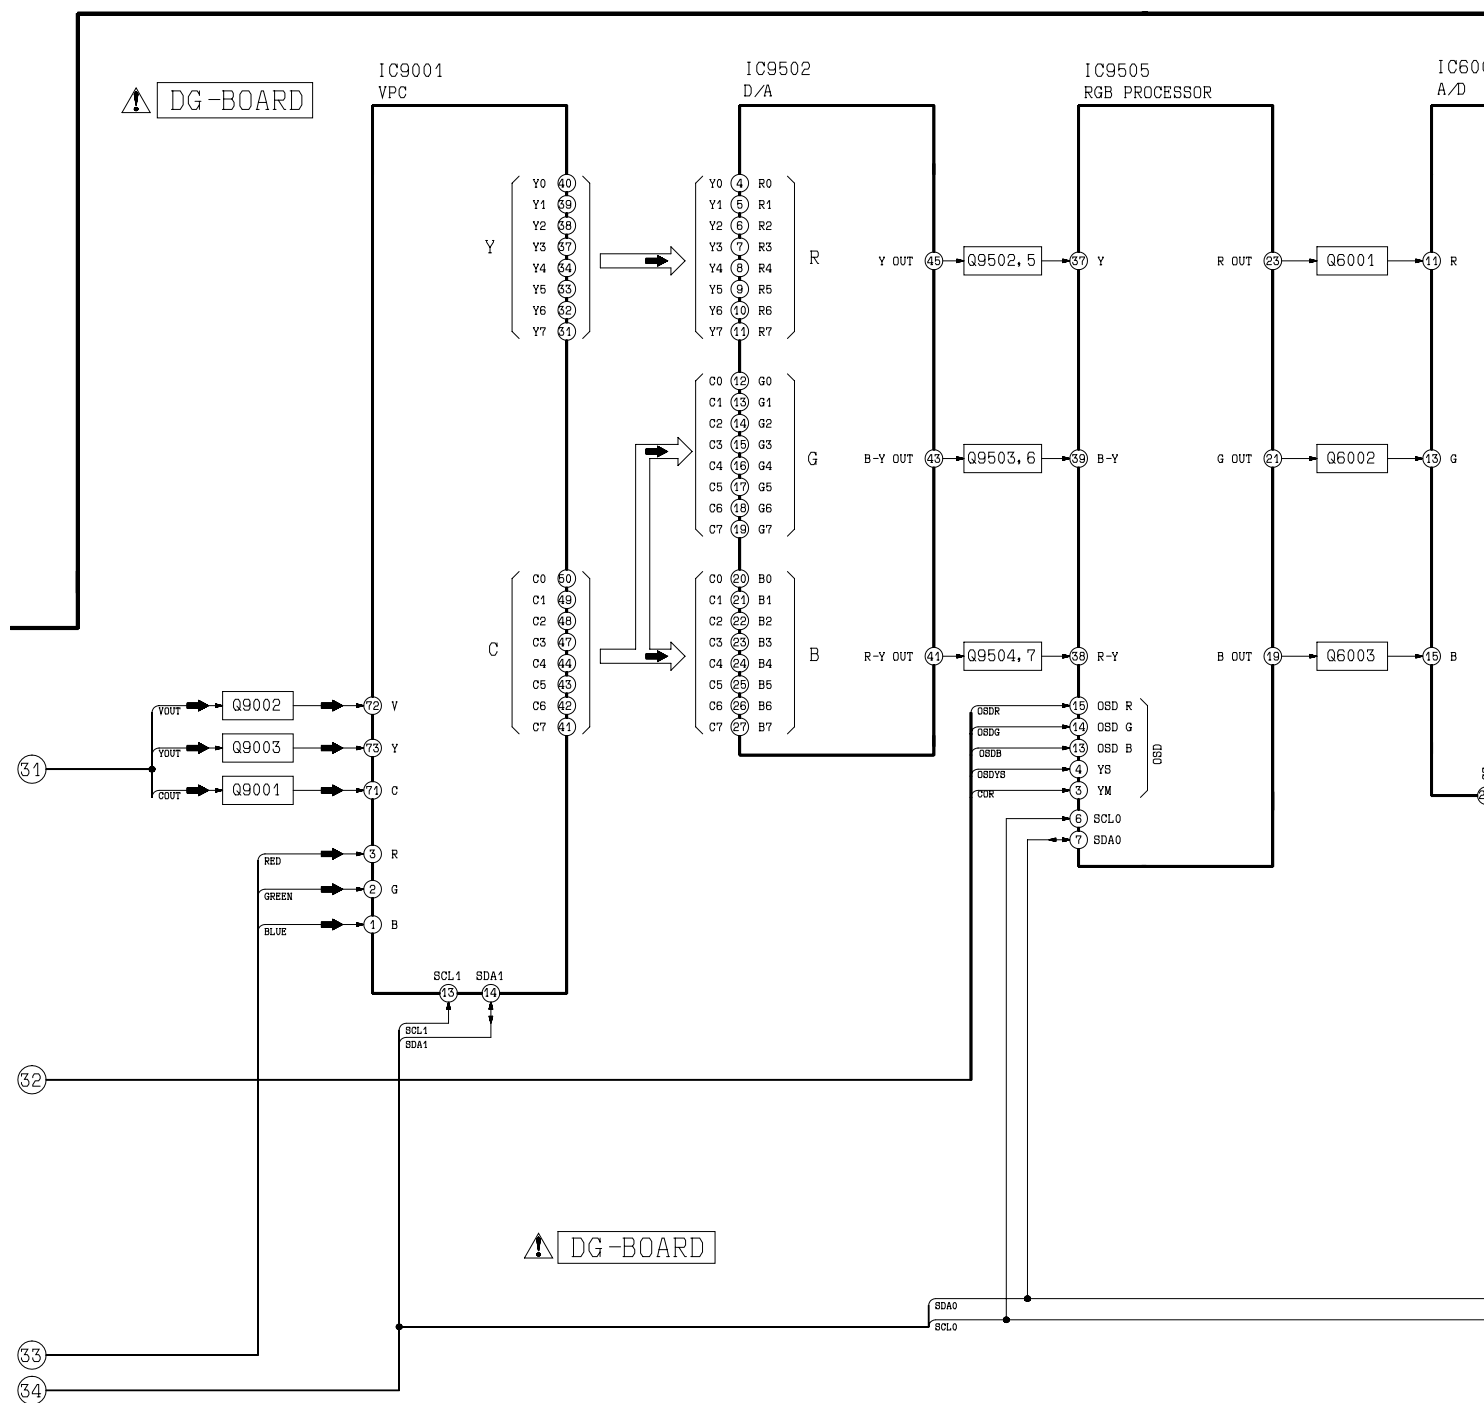 DG-BOARD
IC9001
VPC
IC9502
D/A
IC9505
RGB PROCESSOR
A/D
Y
Y0 40
Y1 39
Y2 38
Y3 37
Y4 34
Y5 33
Y6 32
Y7 31
C
C0 50
C1 49
C2 48
C3 47
C4 44
C5 43
C6 42
C7 41
Y0 4 R0
Y1 5 R1
Y2 6 R2
Y3 7 R3
Y4 8 R4
Y5 9 R5
Y6 10 R6
Y7 11 R7
R
C0 12 G0
C1 13 G1
C2 14 G2
C3 15 G3
C4 16 G4
C5 17 G5
C6 18 G6
C7 19 G7
G
C0 20 B0
C1 21 B1
C2 22 B2
C3 23 B3
C4 24 B4
C5 25 B5
C6 26 B6
C7 27 B7
B
Y OUT 45 Q9502,5 37 Y
B-Y OUT 43 Q9503,6 39 B-Y
R-Y OUT 41 Q9504,7 38 R-Y
R OUT 23 Q6001 11 R
G OUT 21 Q6002 13 G
B OUT 19 Q6003 15 B
OSDR 15 OSD R
OSDG 14 OSD G
OSDB 13 OSD B
OSDYS 4 YS
COR 3 YM
OSD
6 SCL0
7 SDA0
31
VOUT Q9002 72 V
YOUT Q9003 73 Y
COUT Q9001 71 C
RED 3 R
GREEN 2 G
BLUE 1 B
SCL1 SDA1
13 14
SCL1
SDA1
32
DG-BOARD
SDA0
SCL0
33
34